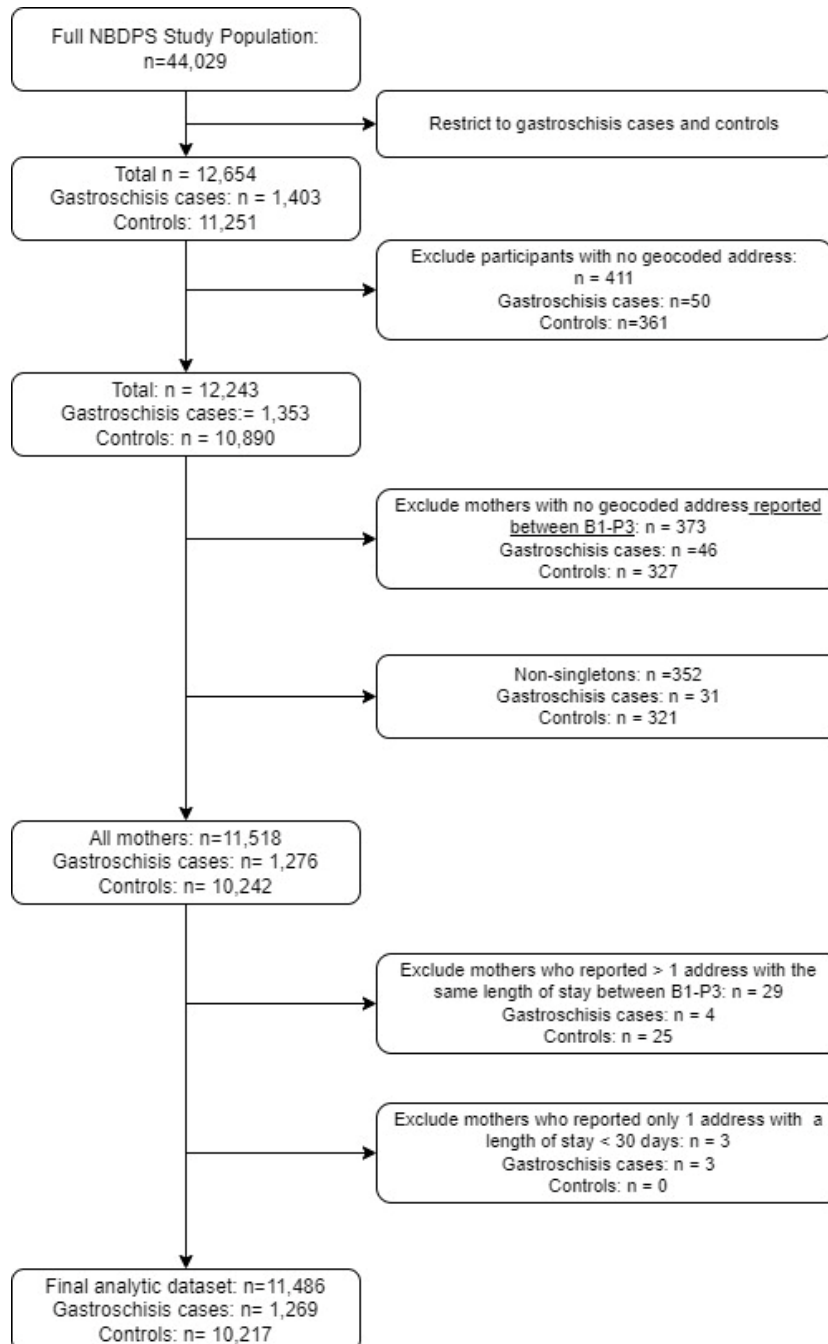 Full NBDPS Study Population:
n=44,029
Restrict to gastroschisis cases and controls
Total n = 12,654
Gastroschisis cases: n = 1,403
Controls: 11,251
Exclude participants with no geocoded address:
n = 411
Gastroschisis cases: n=50
Controls: n=361
Total: n = 12,243
Gastroschisis cases:= 1,353
Controls: n = 10,890
Exclude mothers with no geocoded address reported
between B1-P3: n = 373
Gastroschisis cases: n =46
Controls: n = 327
Non-singletons: n =352
Gastroschisis cases: n = 31
Controls: n = 321
All mothers: n=11,518
Gastroschisis cases: n= 1,276
Controls: n= 10,242
Exclude mothers who reported > 1 address with the
same length of stay between B1-P3: n = 29
Gastroschisis cases: n = 4
Controls: n = 25
Exclude mothers who reported only 1 address with a
length of stay < 30 days: n = 3
Gastroschisis cases: n = 3
Controls: n = 0
Final analytic dataset: n=11,486
Gastroschisis cases: n= 1,269
Controls: n= 10,217